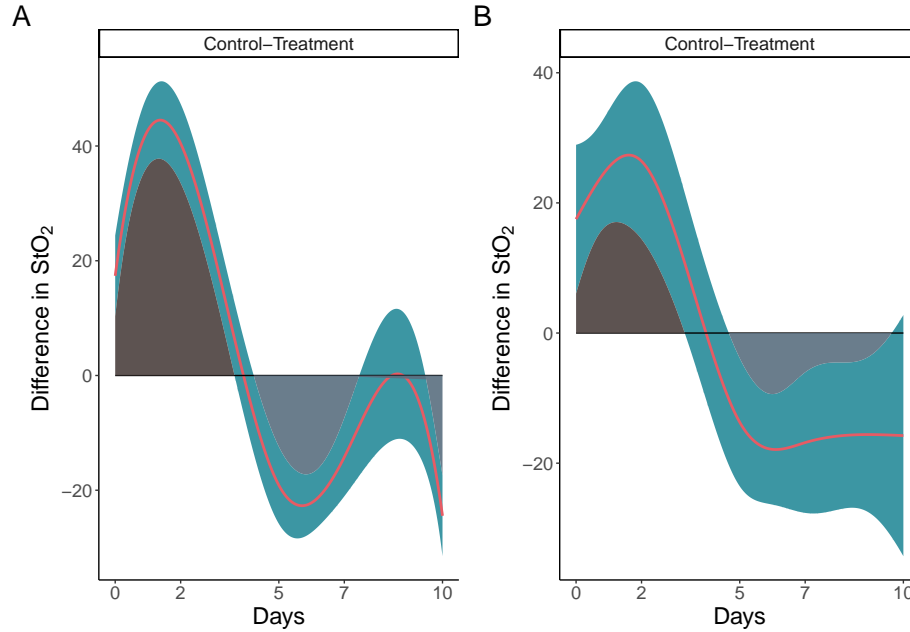 A
Control−Treatment
Difference in StO₂
40
20
0
−20
0
2
5
7
10
Days
B
Control−Treatment
Difference in StO₂
40
20
0
−20
0
2
5
7
10
Days